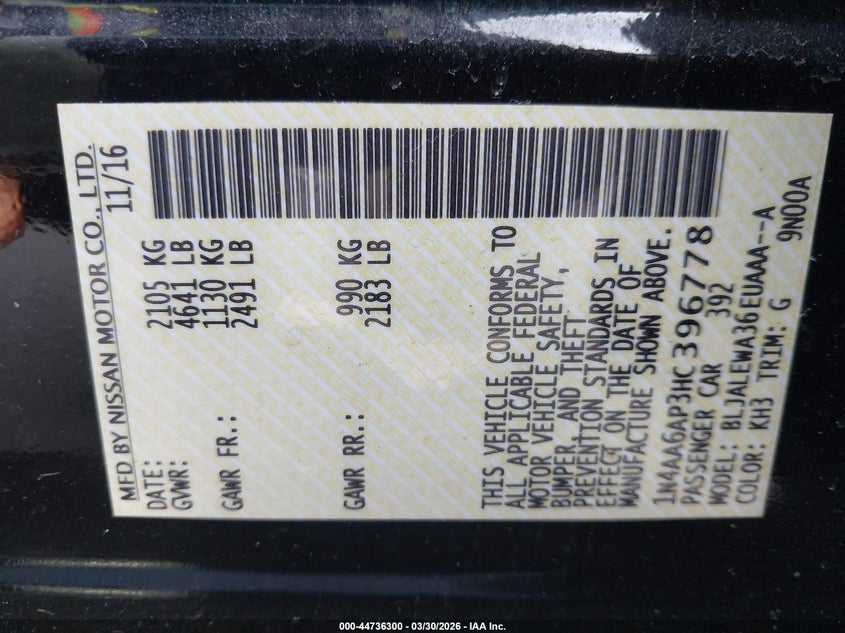 MFD BY NISSAN MOTOR CO., LTD.
DATE: 11/16
GVWR: 2105 KG
4641 LB
GAWR FR.: 1130 KG
2491 LB
GAWR RR.: 990 KG
2183 LB
THIS VEHICLE CONFORMS TO
ALL APPLICABLE FEDERAL
MOTOR VEHICLE SAFETY,
BUMPER, AND THEFT
PREVENTION STANDARDS IN
EFFECT ON THE DATE OF
MANUFACTURE SHOWN ABOVE.
1N4AA6AP3HC396778
PASSENGER CAR 392
MODEL: BLJALEWA36EUAAA--A
COLOR: KH3 TRIM: G 9N00A
000-44736300 - 03/30/2026 - IAA Inc.